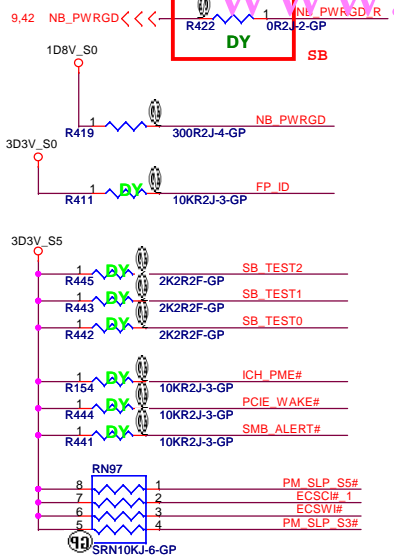 9,42 NB_PWRGD 1 NB_PWRGD_R
R422 0R2J-2-GP
DY
SB
1D8V_S0
1 NB_PWRGD
R419 300R2J-4-GP
3D3V_S0
1 DY FP_ID
R411 10KR2J-3-GP
3D3V_S5
1 DY SB_TEST2
R445 2K2R2F-GP
1 DY SB_TEST1
R443 2K2R2F-GP
1 DY SB_TEST0
R442 2K2R2F-GP
1 DY ICH_PME#
R154 10KR2J-3-GP
1 DY PCIE_WAKE#
R444 10KR2J-3-GP
1 DY SMB_ALERT#
R441 10KR2J-3-GP
RN97
8 1 PM_SLP_S5#
7 2 ECSCI#_1
6 3 ECSWI#
5 4 PM_SLP_S3#
SRN10KJ-6-GP